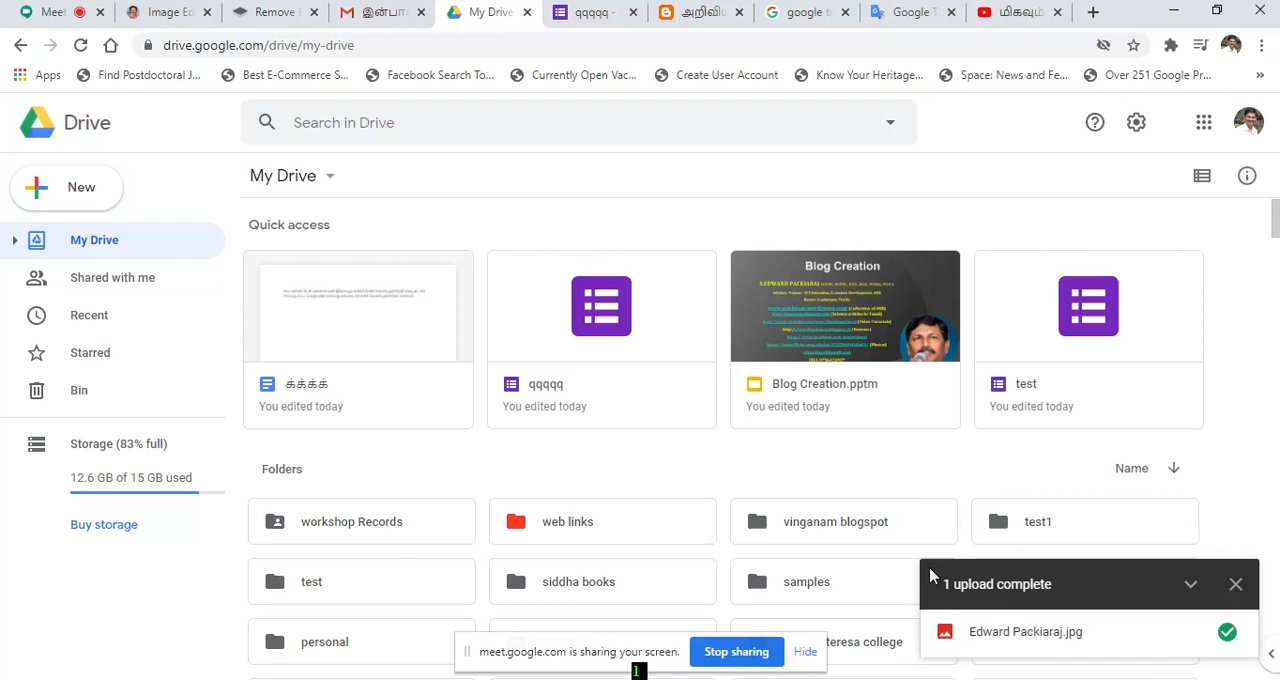 Meet
Image Ed
Remove B
இன்பா
My Drive
qqqqq -
அறிவிய
google t
Google T
மிகவும்
drive.google.com/drive/my-drive
Apps
Find Postdoctoral J...
Best E-Commerce S...
Facebook Search To...
Currently Open Vac...
Create User Account
Know Your Heritage...
Space: News and Fe...
Over 251 Google Pr...
»
Drive
Search in Drive
New
My Drive
My Drive
Shared with me
Recent
Starred
Bin
Storage (83% full)
12.6 GB of 15 GB used
Buy storage
Quick access
Blog Creation
க்க்க்க்
You edited today
qqqqq
You edited today
Blog Creation.pptm
You edited today
test
You edited today
Folders
Name
workshop Records
web links
vinganam blogspot
test1
test
siddha books
samples
personal
teresa college
1 upload complete
Edward Packiaraj.jpg
meet.google.com is sharing your screen.
Stop sharing
Hide
1